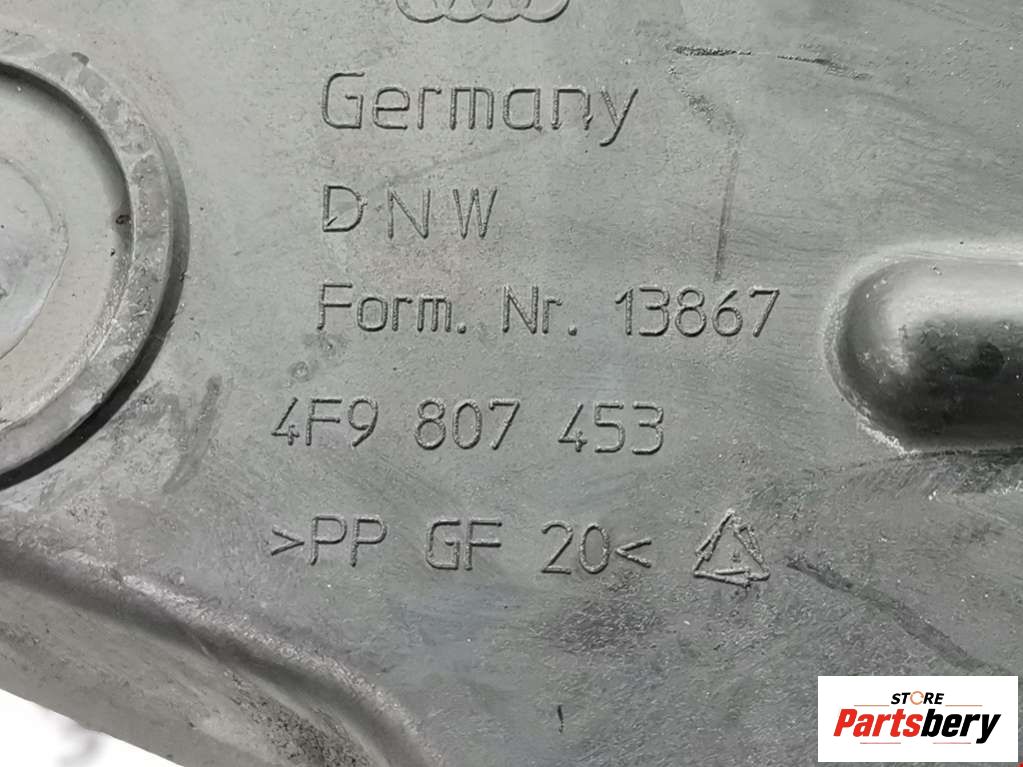 Germany
DNW
Form. Nr. 13867
4F9 807 453
>PP GF 20<
STORE
Partsbery